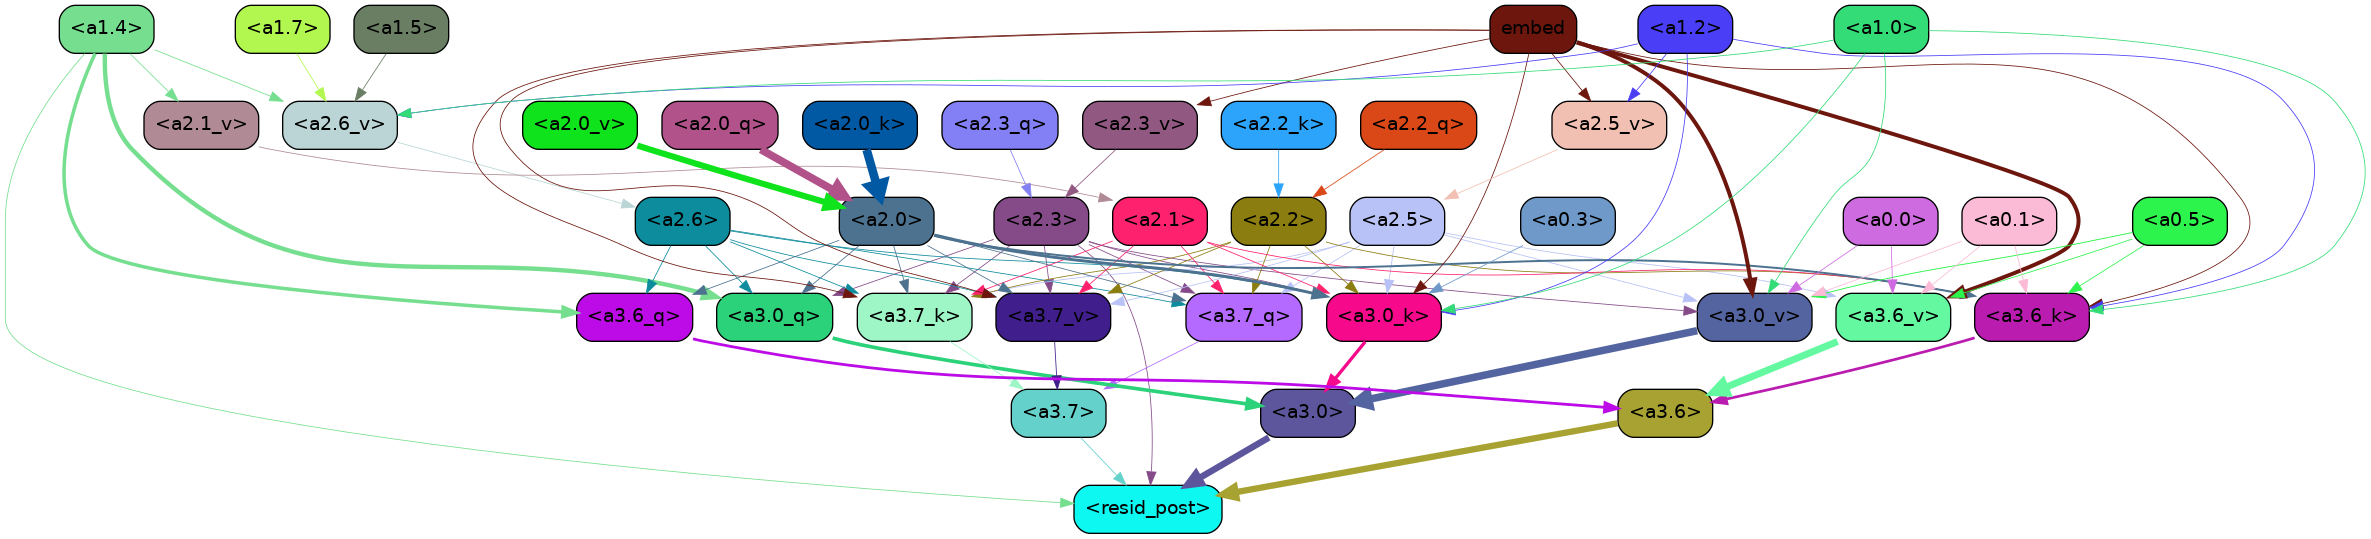 <a1.4>
<a1.7>
<a1.5>
embed
<a1.2>
<a1.0>
<a2.1_v>
<a2.6_v>
<a2.0_v>
<a2.0_q>
<a2.0_k>
<a2.3_q>
<a2.3_v>
<a2.2_k>
<a2.2_q>
<a2.5_v>
<a2.6>
<a2.0>
<a2.3>
<a2.1>
<a2.2>
<a2.5>
<a0.3>
<a0.0>
<a0.1>
<a0.5>
<a3.6_q>
<a3.0_q>
<a3.7_k>
<a3.7_v>
<a3.7_q>
<a3.0_k>
<a3.0_v>
<a3.6_v>
<a3.6_k>
<a3.7>
<a3.0>
<a3.6>
<resid_post>